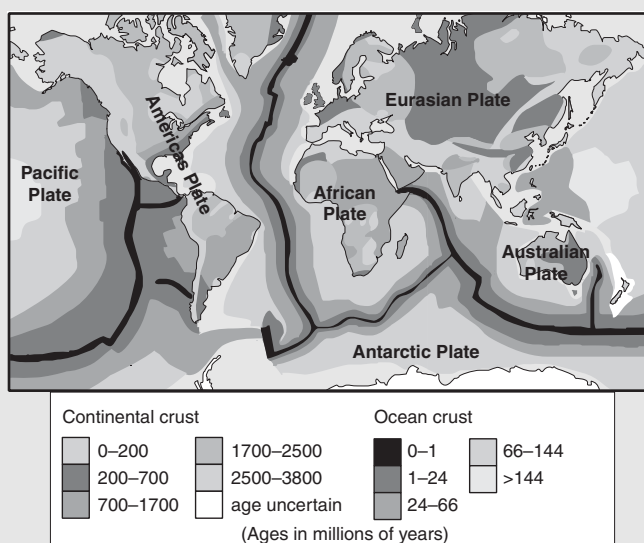 Eurasian Plate
Americas Plate
Pacific
Plate
African
Plate
Australian
Plate
Antarctic Plate
Continental crust
0–200
200–700
700–1700
1700–2500
2500–3800
age uncertain
Ocean crust
0–1
1–24
24–66
66–144
>144
(Ages in millions of years)